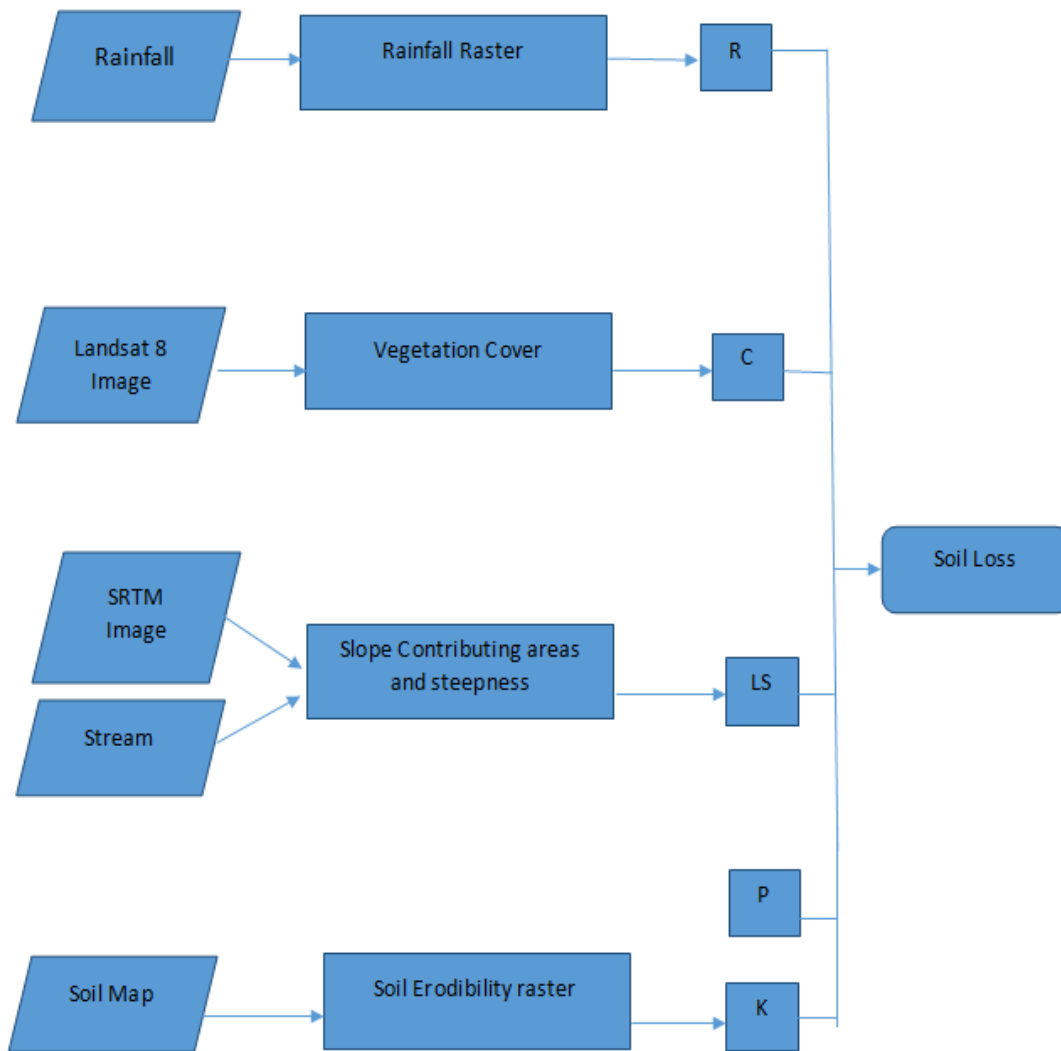 Rainfall
Rainfall Raster
R
Landsat 8
Image
Vegetation Cover
C
SRTM
Image
Stream
Slope Contributing areas
and steepness
LS
Soil Loss
P
Soil Map
Soil Erodibility raster
K